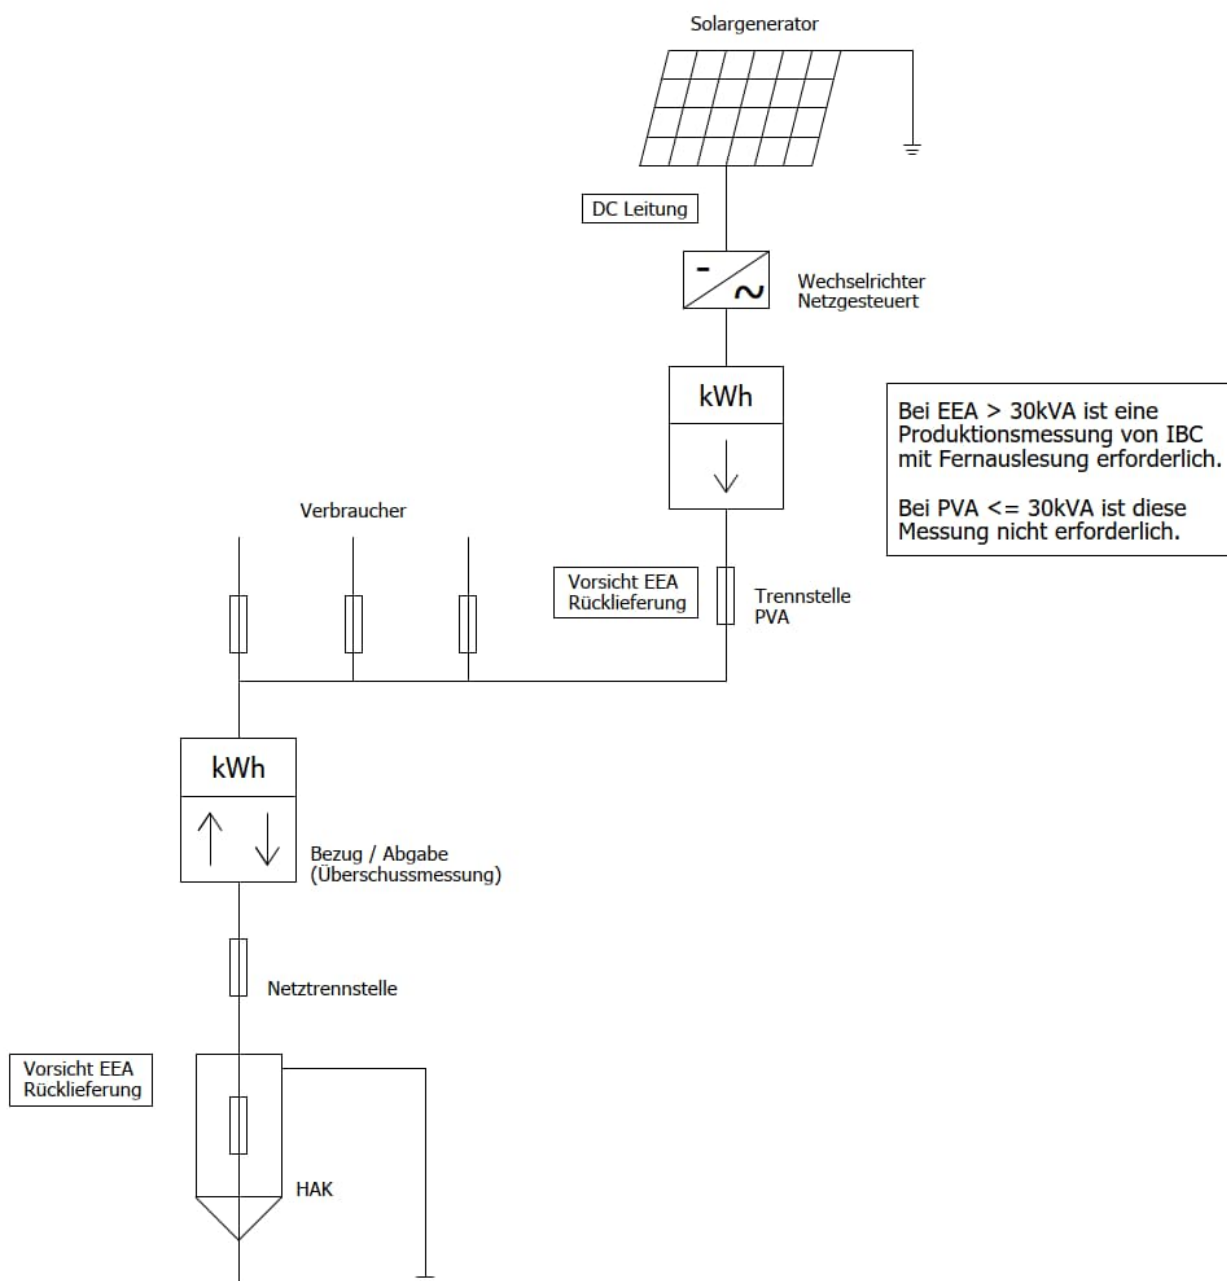 Solargenerator
DC Leitung
-
~
Wechselrichter
Netzgesteuert
kWh
Bei EEA > 30kVA ist eine
Produktionsmessung von IBC
mit Fernauslesung erforderlich.
Bei PVA <= 30kVA ist diese
Messung nicht erforderlich.
Verbraucher
Vorsicht EEA
Rücklieferung
Trennstelle
PVA
kWh
Bezug / Abgabe
(Überschussmessung)
Netztrennstelle
Vorsicht EEA
Rücklieferung
HAK